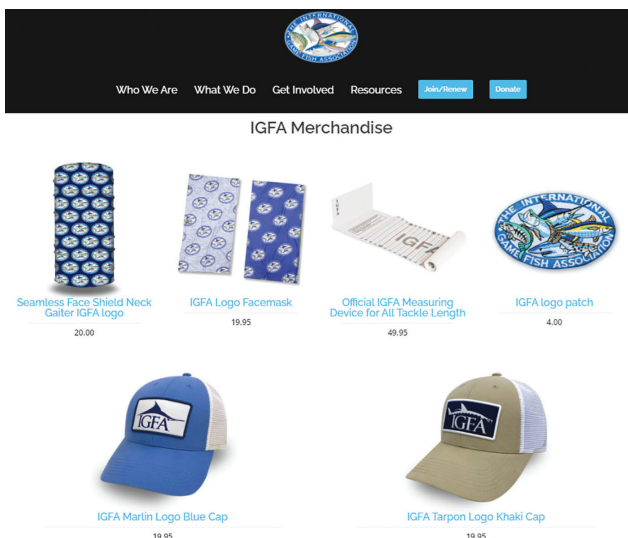 THE INTERNATIONAL
GAME FISH ASSOCIATION
Who We Are What We Do Get Involved Resources Join/Renew Donate
IGFA Merchandise
IGFA
THE INTERNATIONAL
GAME FISH ASSOCIATION
Seamless Face Shield Neck
Gaiter IGFA logo
20.00
IGFA Logo Facemask
19.95
Official IGFA Measuring
Device for All Tackle Length
49.95
IGFA logo patch
4.00
IGFA
IGFA
IGFA Marlin Logo Blue Cap
19.95
IGFA Tarpon Logo Khaki Cap
19.95